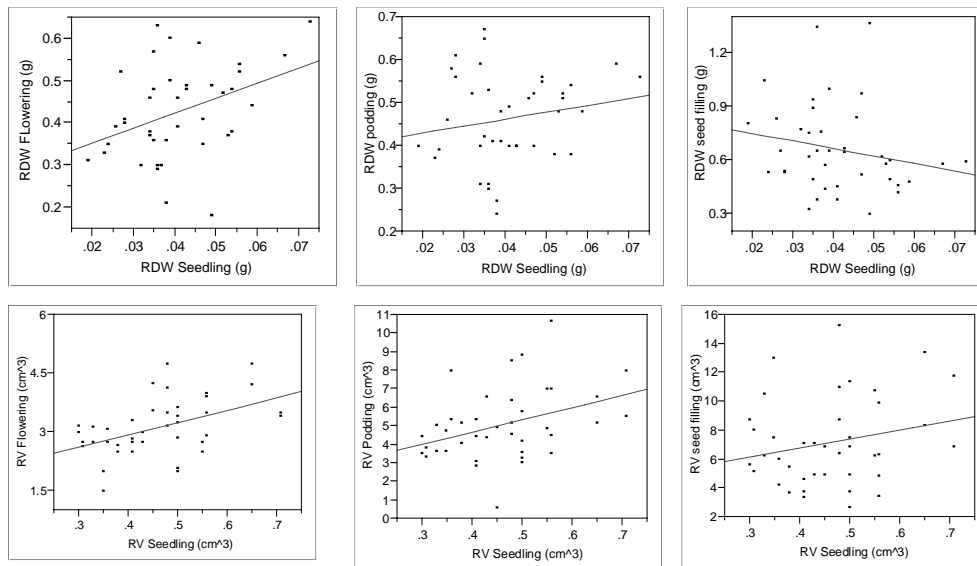 RDW FLowering (g)
0.6
0.5
0.4
0.3
0.2
.02 .03 .04 .05 .06 .07
RDW Seedling (g)
RDW podding (g)
0.7
0.6
0.5
0.4
0.3
0.2
.02 .03 .04 .05 .06 .07
RDW Seedling (g)
RDW seed filling (g)
1.2
0.9
0.6
0.3
.02 .03 .04 .05 .06 .07
RDW Seedling (g)
RV Flowering (cm^3)
6
4.5
3
1.5
.3 .4 .5 .6 .7
RV Seedling (cm^3)
RV Podding (cm^3)
11
10
9
8
7
6
5
4
3
2
1
0
.3 .4 .5 .6 .7
RV Seedling (cm^3)
RV seed filling (cm^3)
16
14
12
10
8
6
4
2
.3 .4 .5 .6 .7
RV Seedling (cm^3)